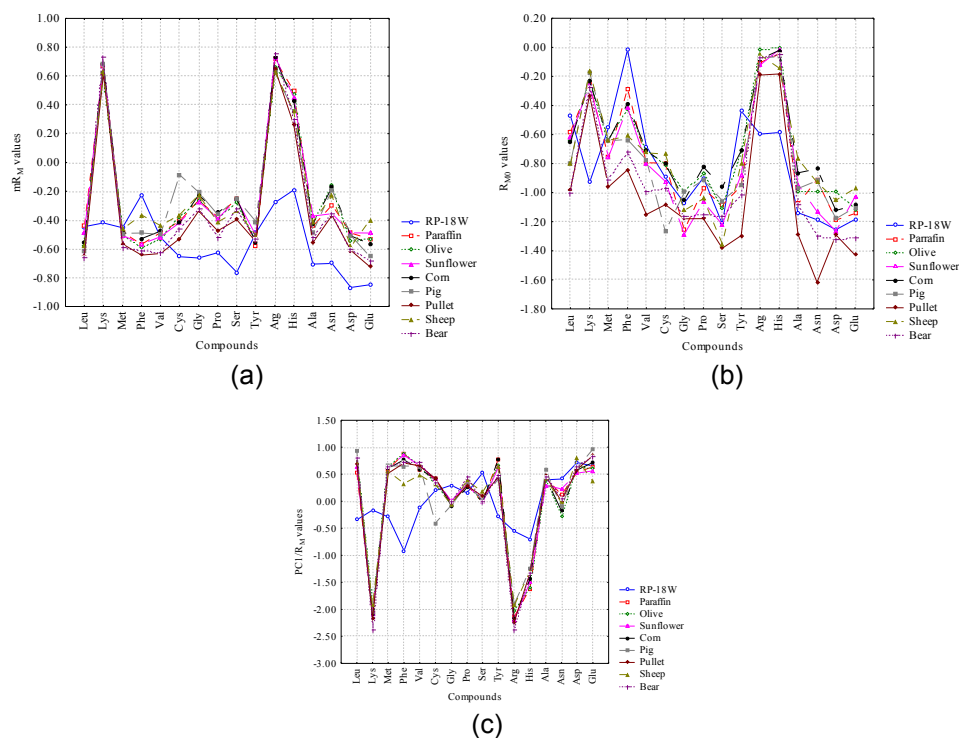 1.00
0.80
0.60
0.40
0.20
0.00
-0.20
-0.40
-0.60
-0.80
-1.00
mR_M values
Leu Lys Met Phe Val Cys Gly Pro Ser Tyr Arg His Ala Asn Asp Glu
Compounds
RP-18W
Paraffin
Olive
Sunflower
Corn
Pig
Pullet
Sheep
Bear
(a)
0.00
-0.20
-0.40
-0.60
-0.80
-1.00
-1.20
-1.40
-1.60
-1.80
R_M0 values
Leu Lys Met Phe Val Cys Gly Pro Ser Tyr Arg His Ala Asn Asp Glu
Compounds
RP-18W
Paraffin
Olive
Sunflower
Corn
Pig
Pullet
Sheep
Bear
(b)
1.50
1.00
0.50
0.00
-0.50
-1.00
-1.50
-2.00
-2.50
-3.00
PC1/R_M values
Leu Lys Met Phe Val Cys Gly Pro Ser Tyr Arg His Ala Asn Asp Glu
Compounds
RP-18W
Paraffin
Olive
Sunflower
Corn
Pig
Pullet
Sheep
Bear
(c)